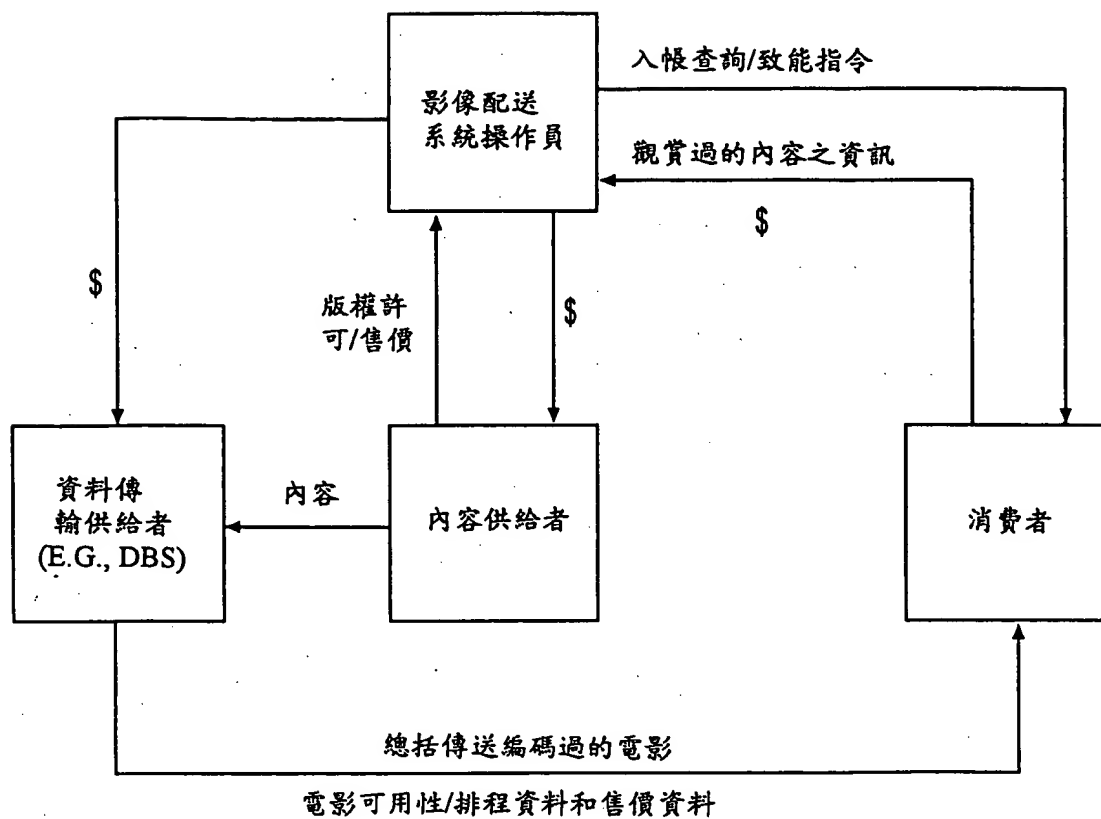 入帳查詢/致能指令
影像配送
系統操作員
觀賞過的內容之資訊
$
$
版權許
可/售價
$
資料傳
輸供給者
(E.G., DBS)
內容
內容供給者
消費者
總括傳送編碼過的電影
電影可用性/排程資料和售價資料